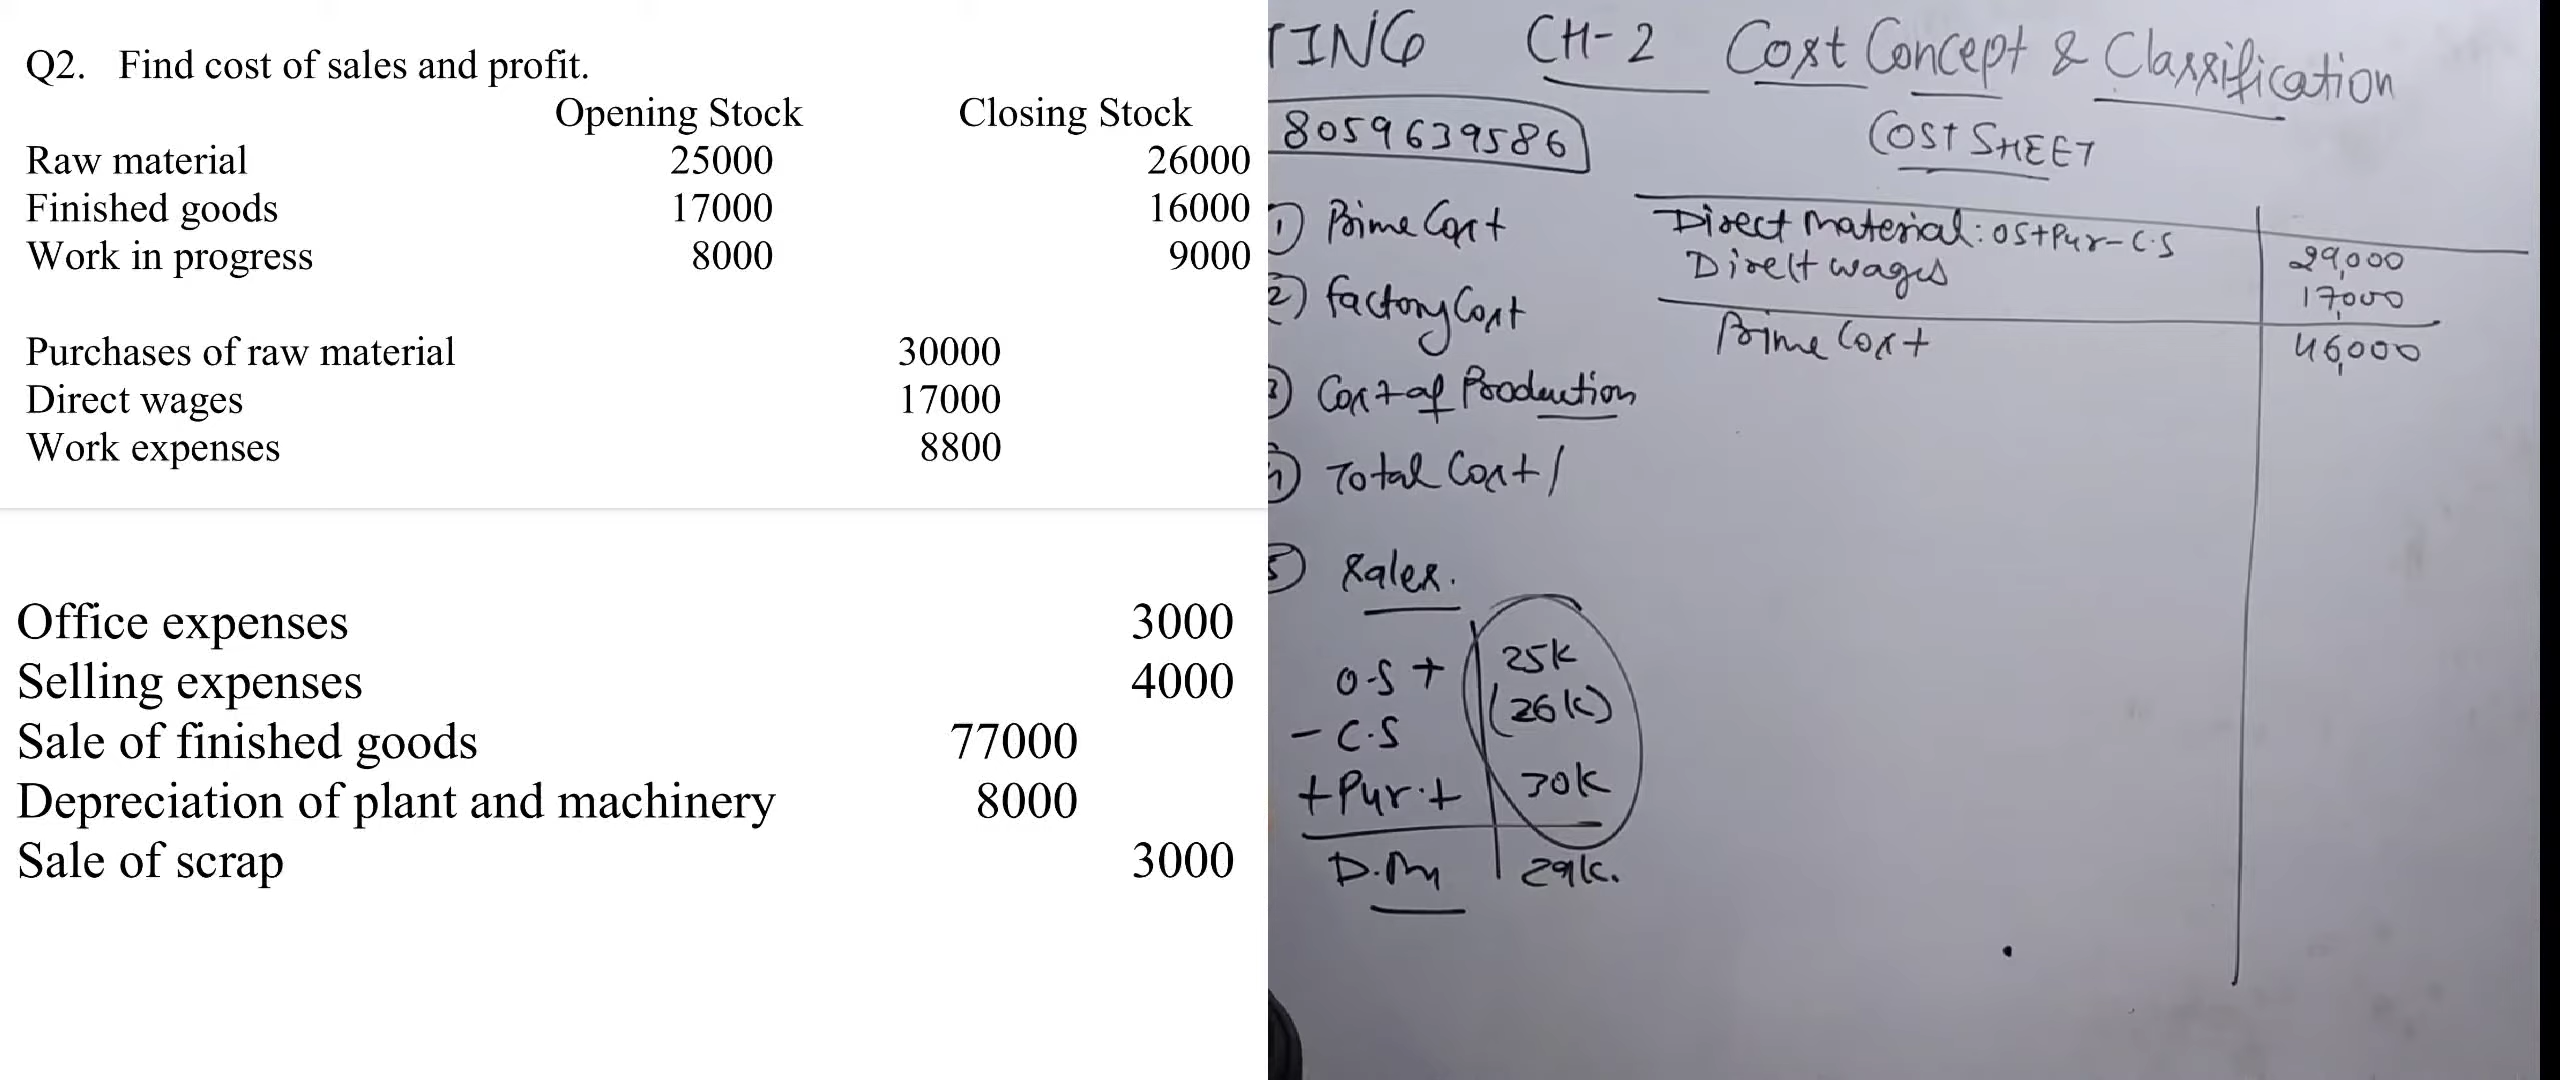 Q2. Find cost of sales and profit.
Opening Stock Closing Stock
Raw material 25000 26000
Finished goods 17000 16000
Work in progress 8000 9000
Purchases of raw material 30000
Direct wages 17000
Work expenses 8800
Office expenses 3000
Selling expenses 4000
Sale of finished goods 77000
Depreciation of plant and machinery 8000
Sale of scrap 3000
TING CH-2 Cost Concept & Classification
8059639586
COST SHEET
1) Prime Cost
2) Factory Cost
3) Cost of Production
4) Total Cost/
5) Sales.
O.S + 25K
- C.S (26K)
+ Pur.+ 30K
D.M 29K.
Direct Material: OS+Pur-C.S 29,000
Direct wages 17,000
Prime Cost 46,000